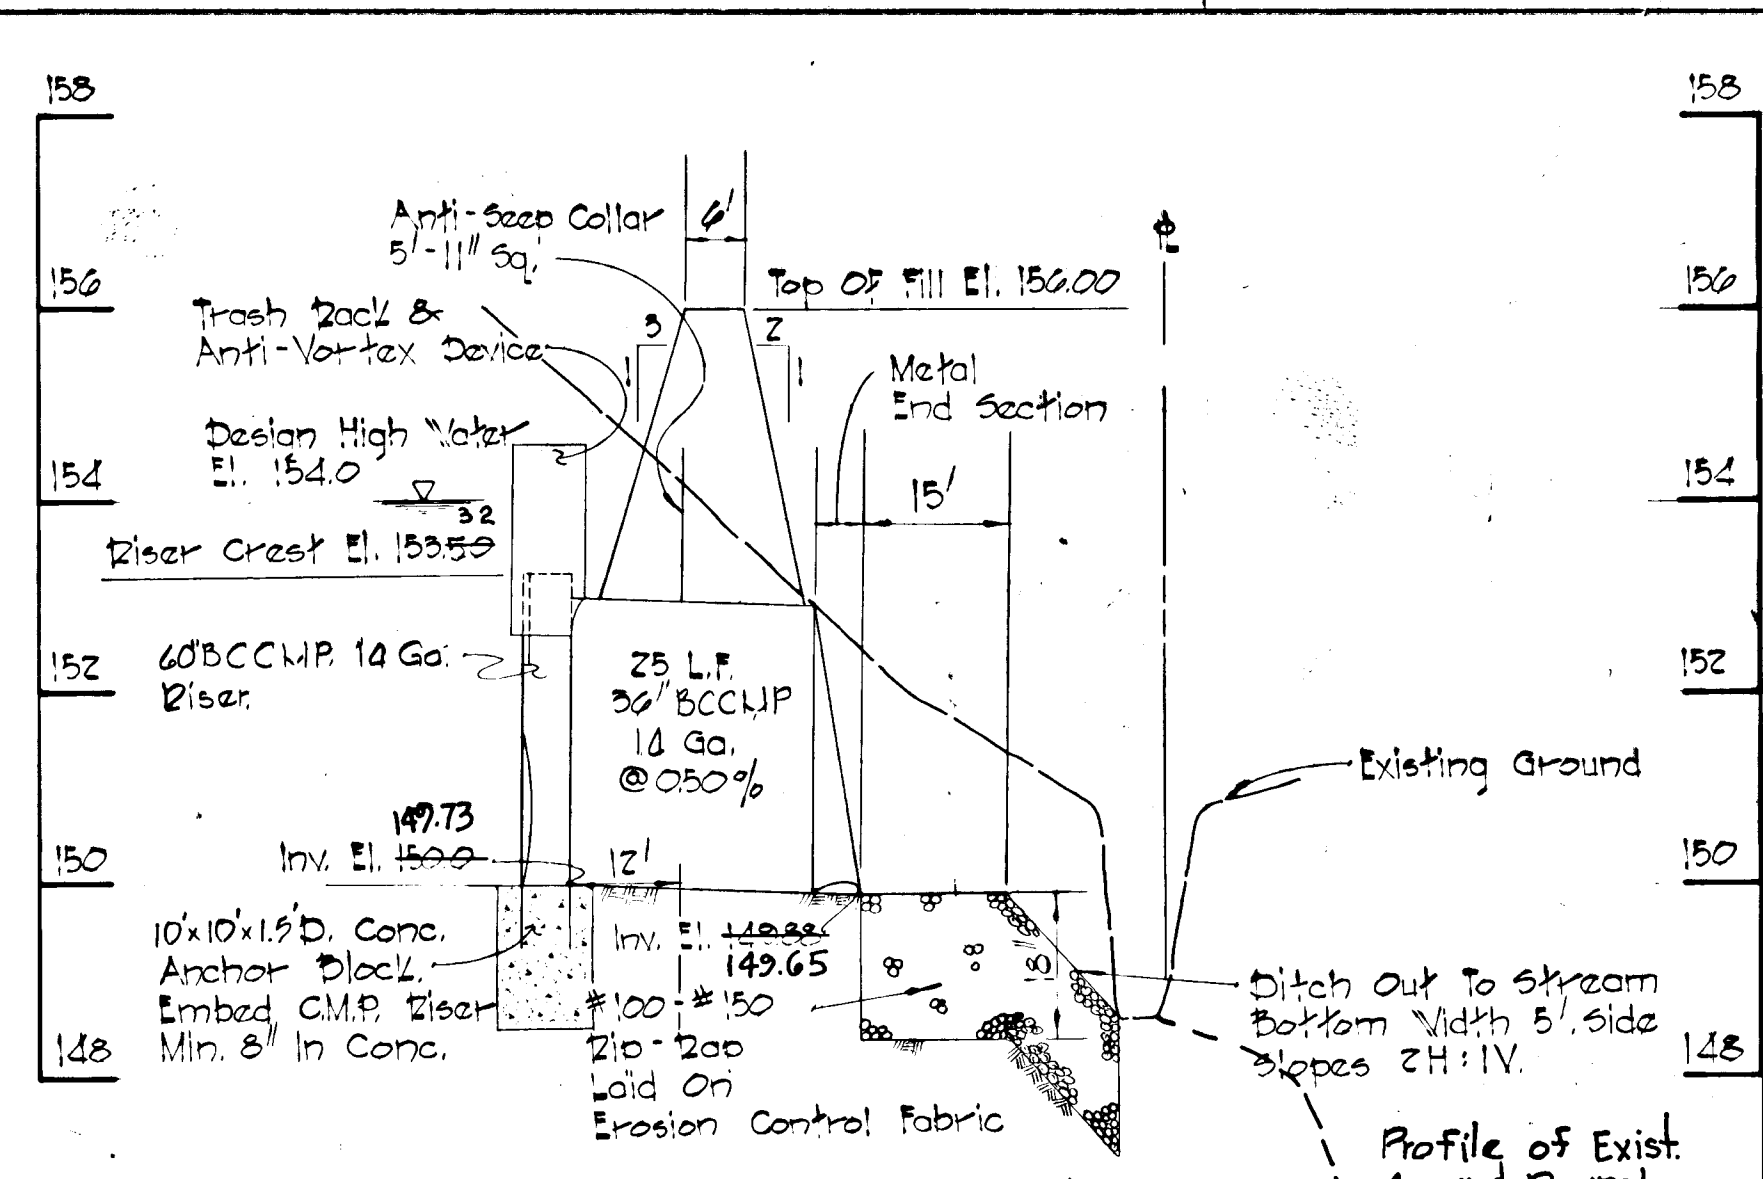 158
158
Anti-Seep Collar
5'-11" Sq.
6'
156
Top Of Fill El. 156.00
156
Trash Rack &
Anti-Vortex Device
3
1
2
1
Metal
End Section
Design High Water
El. 154.0
154
15'
154
32
Riser Crest El. 153.50
152
60" BCCMP. 14 Ga.
Riser.
25 L.F.
36" BCCMP
14 Ga.
@ 0.50%
152
Existing Ground
149.73
Inv. El. 150.0
12'
150
150
10'x10'x1.5'D. Conc.
Anchor Block.
Embed C.M.P. Riser
Min. 8" In Conc.
Inv. El. 149.88
149.65
#100-#150
Rip-Rap
Laid On
Erosion Control Fabric
Ditch Out To Stream
Bottom Width 5'. Side
Slopes 2H:1V.
148
148
Profile of Exist.